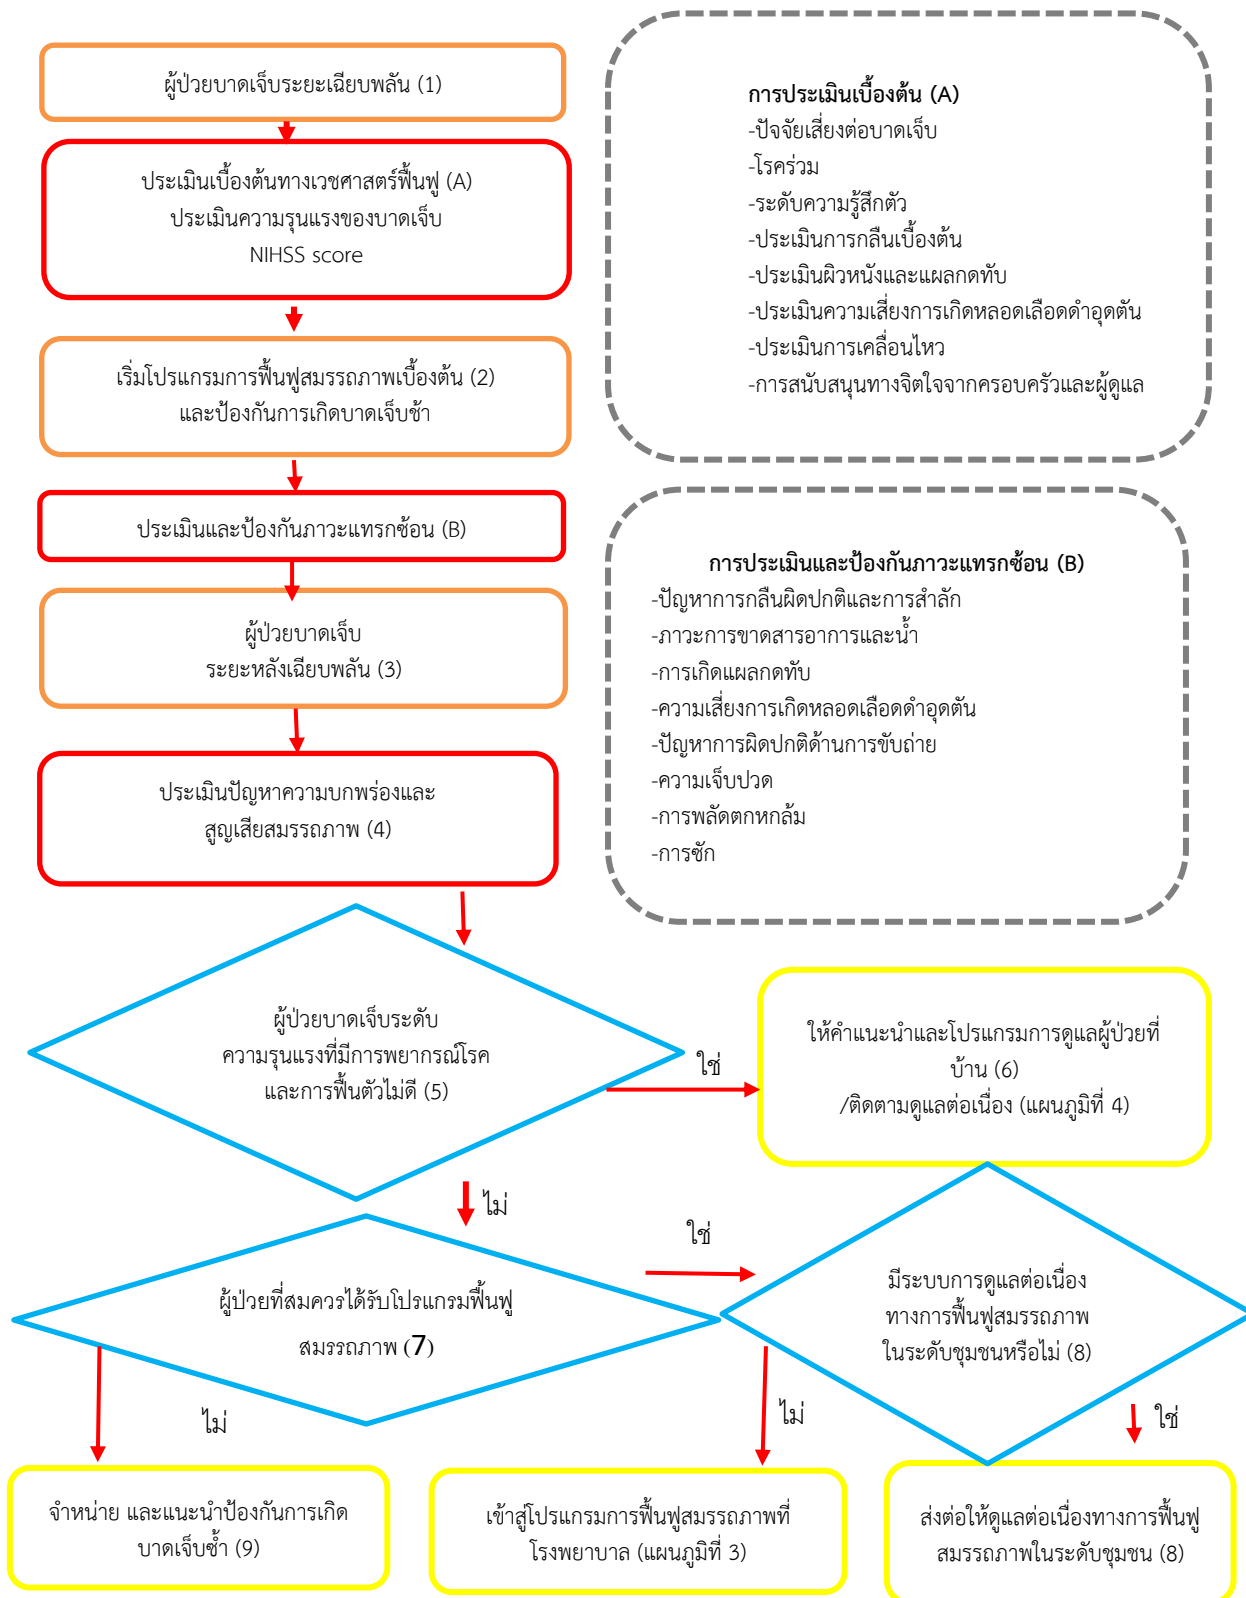 ผู้ป่วยบาดเจ็บระยะเฉียบพลัน (1)
ประเมินเบื้องต้นทางเวชศาสตร์ฟื้นฟู (A)
ประเมินความรุนแรงของบาดเจ็บ
NIHSS score
เริ่มโปรแกรมการฟื้นฟูสมรรถภาพเบื้องต้น (2)
และป้องกันการเกิดบาดเจ็บช้า
ประเมินและป้องกันภาวะแทรกซ้อน (B)
ผู้ป่วยบาดเจ็บ
ระยะหลังเฉียบพลัน (3)
ประเมินปัญหาความบกพร่องและ
สูญเสียสมรรถภาพ (4)
การประเมินเบื้องต้น (A)
-ปัจจัยเสี่ยงต่อบาดเจ็บ
-โรคร่วม
-ระดับความรู้สึกตัว
-ประเมินการกลืนเบื้องต้น
-ประเมินผิวหนังและแผลกดทับ
-ประเมินความเสี่ยงการเกิดหลอดเลือดดำอุดตัน
-ประเมินการเคลื่อนไหว
-การสนับสนุนทางจิตใจจากครอบครัวและผู้ดูแล
การประเมินและป้องกันภาวะแทรกซ้อน (B)
-ปัญหาการกลืนผิดปกติและการสำลัก
-ภาวะการขาดสารอาการและน้ำ
-การเกิดแผลกดทับ
-ความเสี่ยงการเกิดหลอดเลือดดำอุดตัน
-ปัญหาการผิดปกติด้านการขับถ่าย
-ความเจ็บปวด
-การพลัดตกหกล้ม
-การชัก
ผู้ป่วยบาดเจ็บระดับ
ความรุนแรงที่มีการพยากรณ์โรค
และการฟื้นตัวไม่ดี (5)
ใช่
ให้คำแนะนำและโปรแกรมการดูแลผู้ป่วยที่
บ้าน (6)
/ติดตามดูแลต่อเนื่อง (แผนภูมิที่ 4)
ไม่
ผู้ป่วยที่สมควรได้รับโปรแกรมฟื้นฟู
สมรรถภาพ (7)
ใช่
มีระบบการดูแลต่อเนื่อง
ทางการฟื้นฟูสมรรถภาพ
ในระดับชุมชนหรือไม่ (8)
ไม่
ไม่
ใช่
จำหน่าย และแนะนำป้องกันการเกิด
บาดเจ็บซ้ำ (9)
เข้าสู่โปรแกรมการฟื้นฟูสมรรถภาพที่
โรงพยาบาล (แผนภูมิที่ 3)
ส่งต่อให้ดูแลต่อเนื่องทางการฟื้นฟู
สมรรถภาพในระดับชุมชน (8)